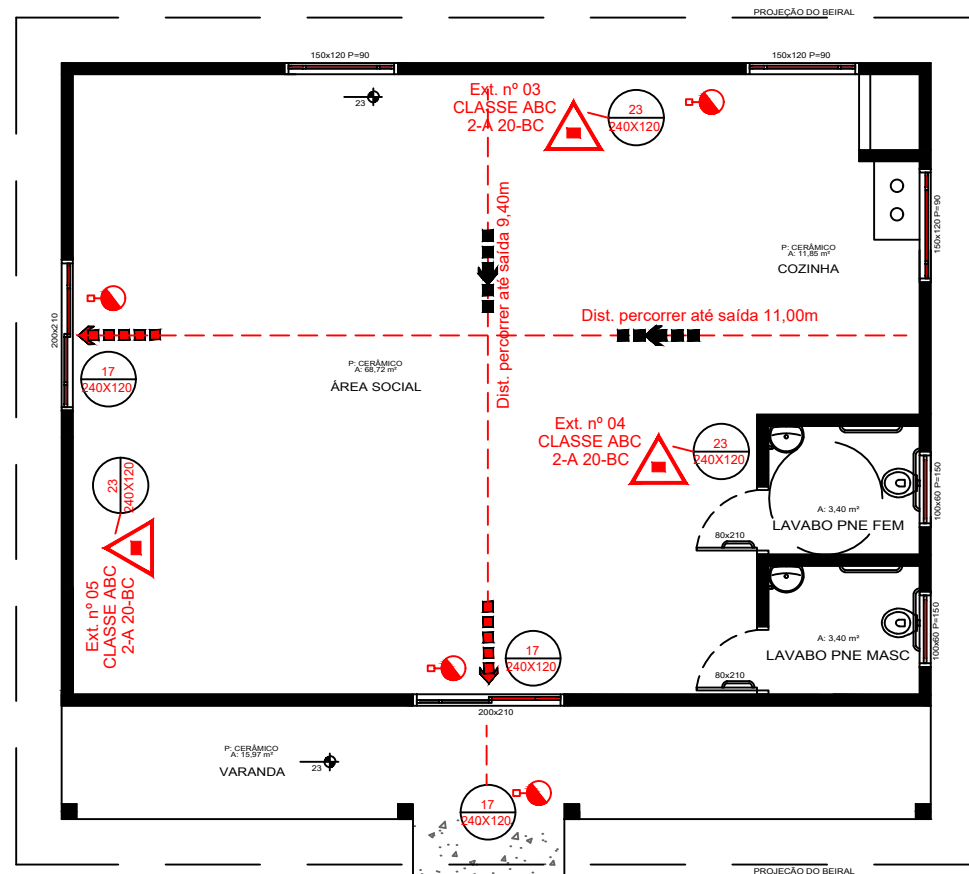 PROJEÇÃO DO BEIRAL
150x120 P=90
150x120 P=90
23
Ext. nº 03
CLASSE ABC
2-A 20-BC
23
240X120
150x120 P=90
P: CERÂMICO
A: 11,85 m²
COZINHA
Dist. percorrer até saída 9,40m
Dist. percorrer até saída 11,00m
200x210
P: CERÂMICO
A: 68,72 m²
ÁREA SOCIAL
17
240X120
Ext. nº 04
CLASSE ABC
2-A 20-BC
23
240X120
23
240X120
Ext. nº 05
CLASSE ABC
2-A 20-BC
A: 3,40 m²
LAVABO PNE FEM
80x210
100x60 P=150
A: 3,40 m²
LAVABO PNE MASC
80x210
100x60 P=150
17
240X120
200x210
P: CERÂMICO
A: 15,97 m²
VARANDA
23
17
240X120
PROJEÇÃO DO BEIRAL